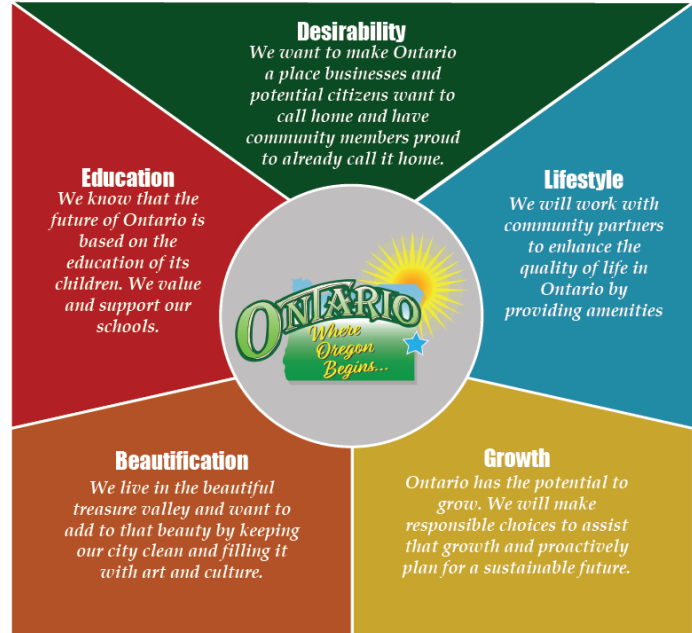 Desirability
We want to make Ontario
a place businesses and
potential citizens want to
call home and have
community members proud
to already call it home.
Education
We know that the
future of Ontario is
based on the
education of its
children. We value
and support our
schools.
Lifestyle
We will work with
community partners
to enhance the
quality of life in
Ontario by
providing amenities
ONTARIO
Where
Oregon
Begins...
Beautification
We live in the beautiful
treasure valley and want to
add to that beauty by keeping
our city clean and filling it
with art and culture.
Growth
Ontario has the potential to
grow. We will make
responsible choices to assist
that growth and proactively
plan for a sustainable future.